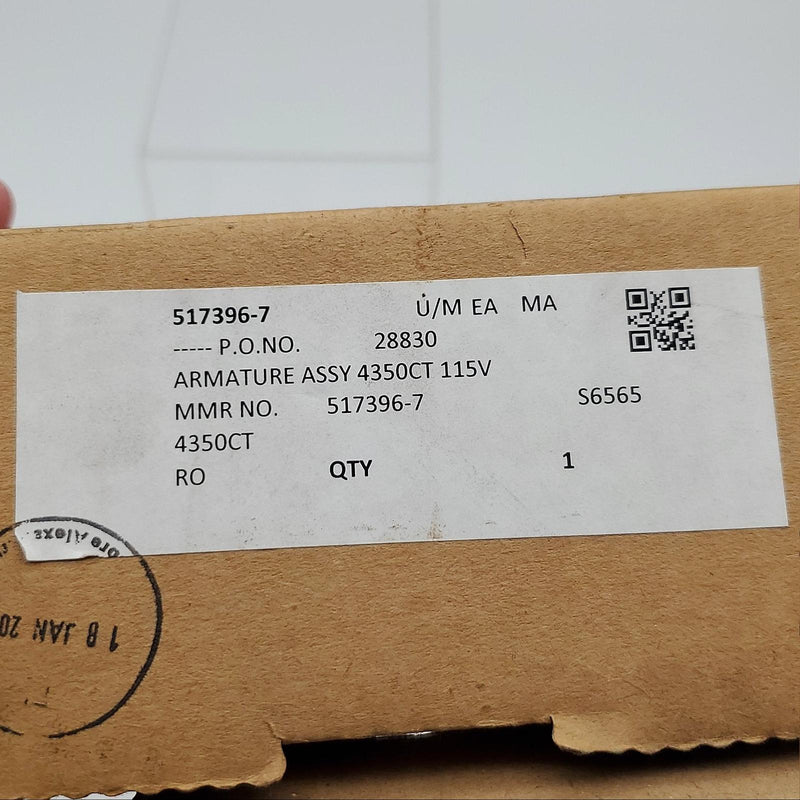 517396-7 U/M EA MA
----- P.O.NO. 28830
ARMATURE ASSY 4350CT 115V
MMR NO. 517396-7 S6565
4350CT
RO QTY 1
18 JAN 20